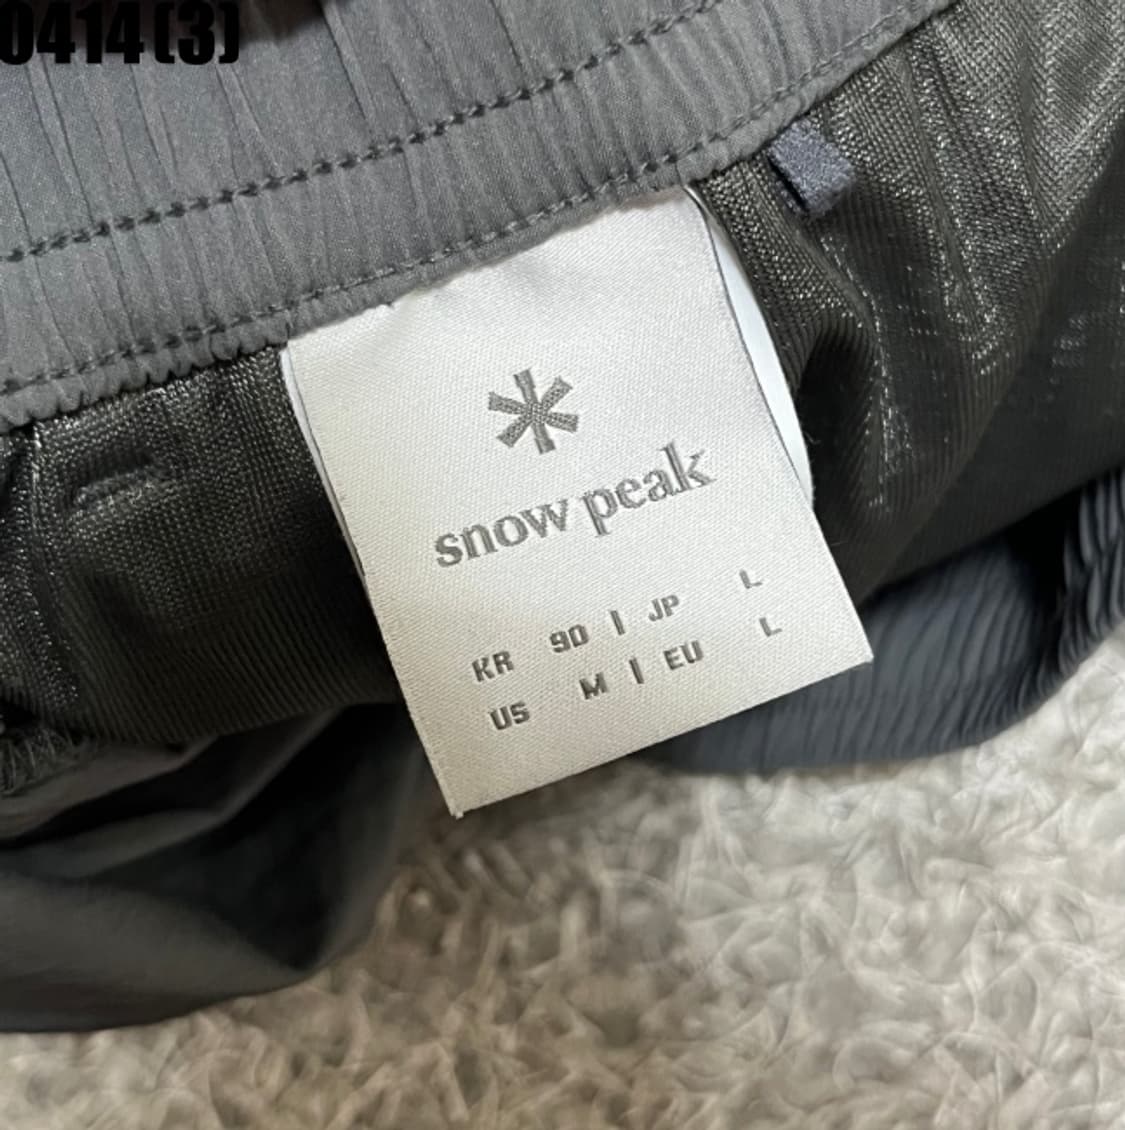 0414(3)
snow peak
KR 90 | JP L
US M | EU L